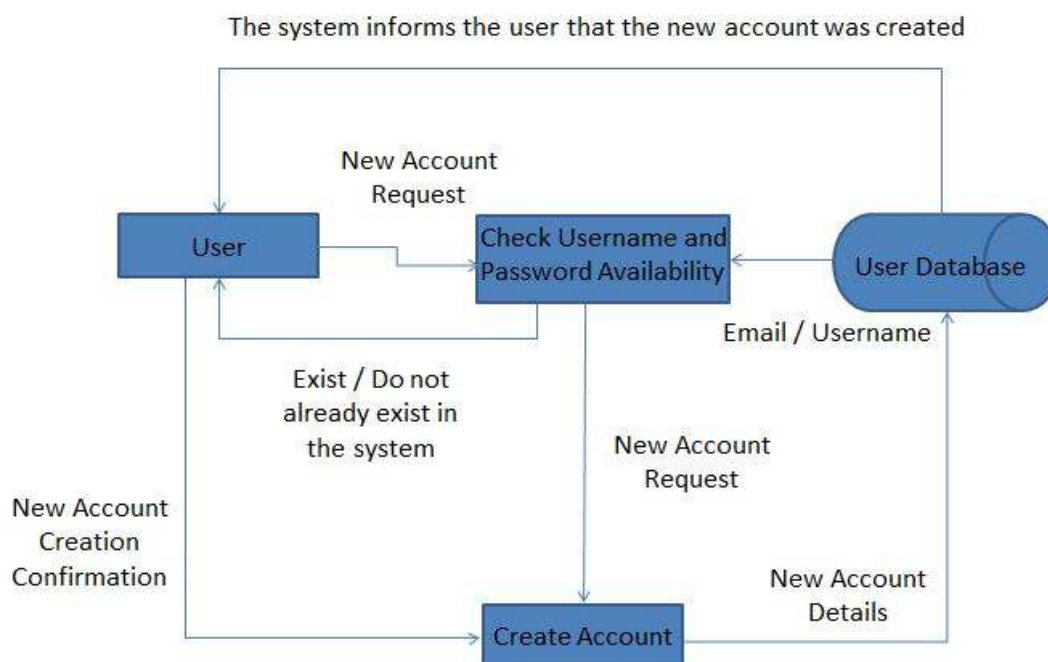 The system informs the user that the new account was created
New Account
Request
User
Check Username and
Password Availability
User Database
Email / Username
Exist / Do not
already exist in
the system
New Account
Request
New Account
Creation
Confirmation
New Account
Details
Create Account